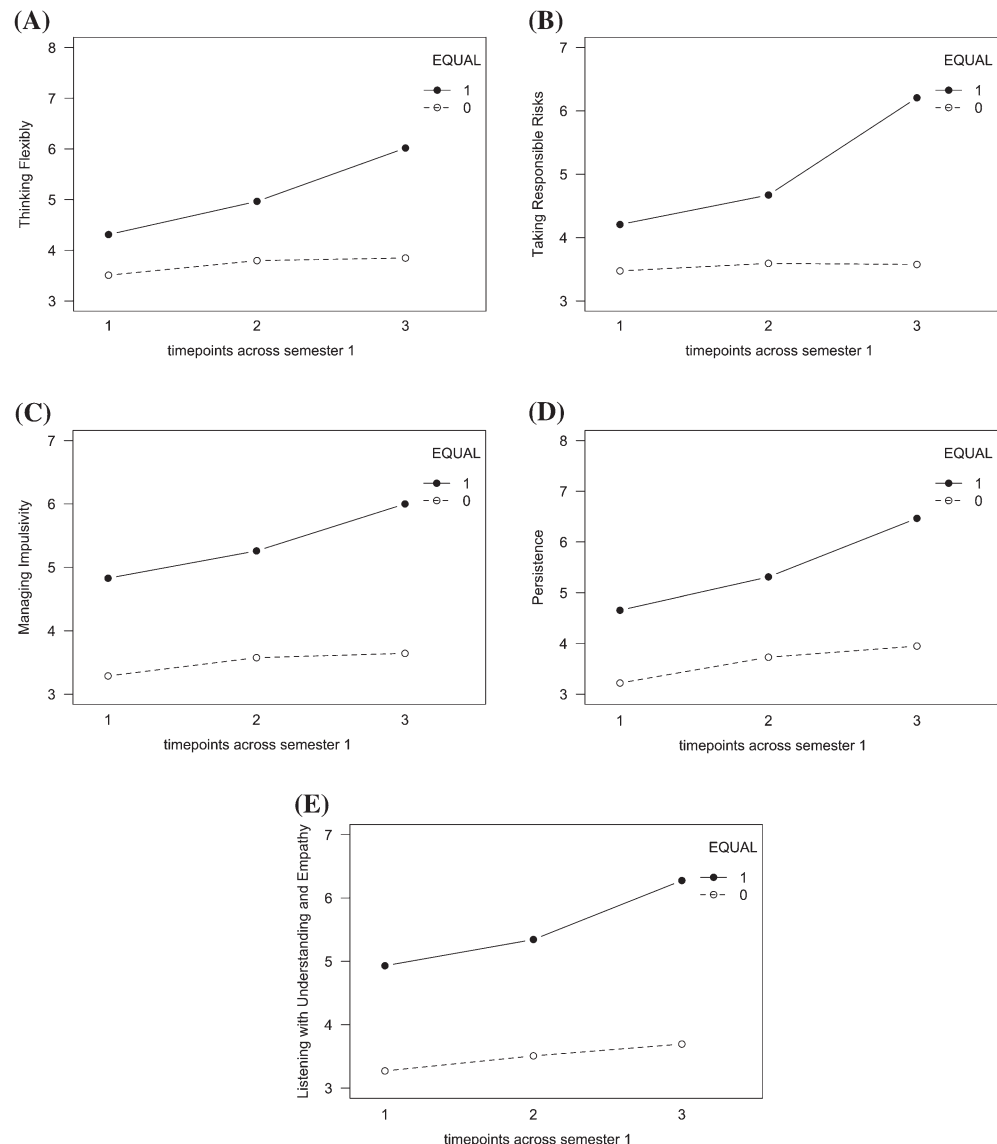 (A)
Thinking Flexibly
8
7
6
5
4
3
EQUAL
1
0
1 2 3
timepoints across semester 1
(B)
Taking Responsible Risks
7
6
5
4
3
EQUAL
1
0
1 2 3
timepoints across semester 1
(C)
Managing Impulsivity
7
6
5
4
3
EQUAL
1
0
1 2 3
timepoints across semester 1
(D)
Persistence
8
7
6
5
4
3
EQUAL
1
0
1 2 3
timepoints across semester 1
(E)
Listening with Understanding and Empathy
7
6
5
4
3
EQUAL
1
0
1 2 3
timepoints across semester 1